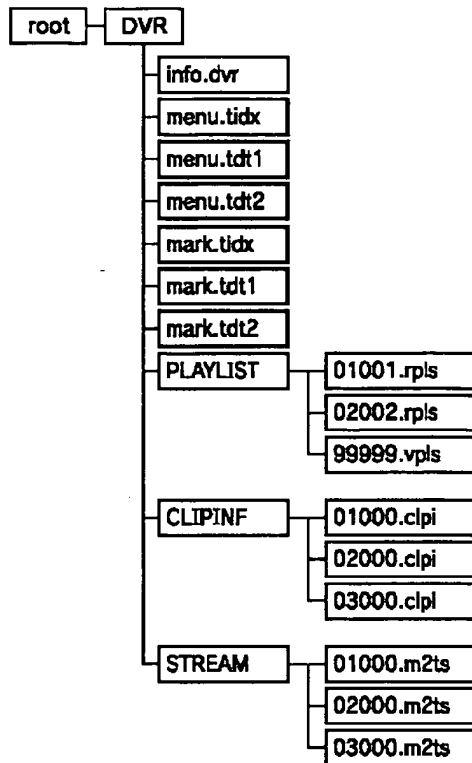 root DVR
info.dvr
menu.tidx
menu.tdt1
menu.tdt2
mark.tidx
mark.tdt1
mark.tdt2
PLAYLIST 01001.rpls
02002.rpls
99999.vpls
CLIPINF 01000.clpi
02000.clpi
03000.clpi
STREAM 01000.m2ts
02000.m2ts
03000.m2ts